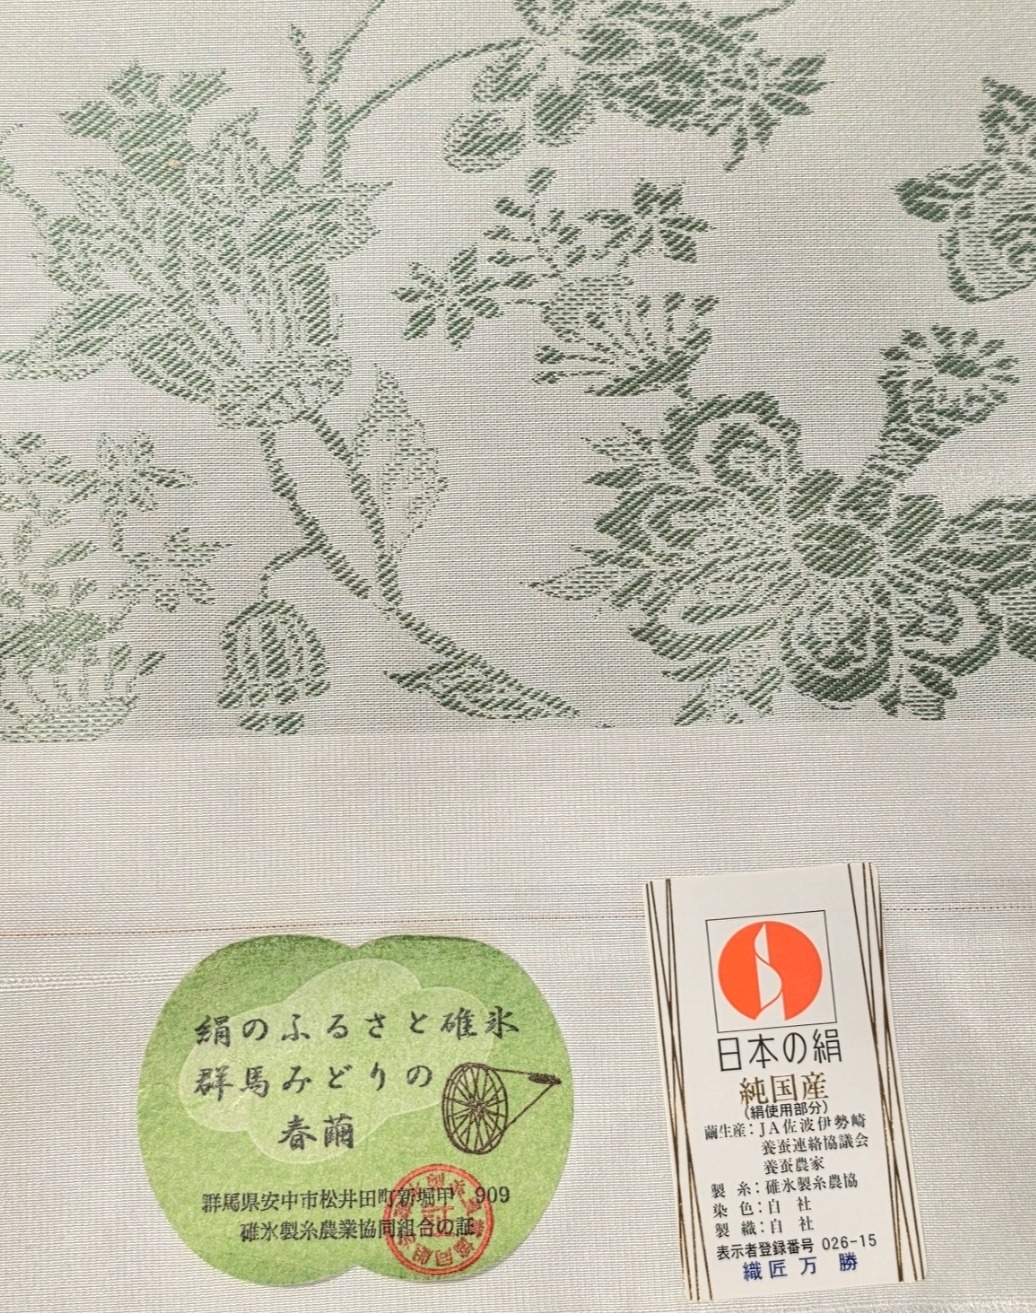 絹のふるさと碓氷
群馬みどりの
春繭
群馬県安中市松井田町新堀甲 909
碓氷製糸農業協同組合の証
日本の絹
純国産
(絹使用部分)
繭生産:JA佐波伊勢崎
養蚕連絡協議会
養蚕農家
製 糸:碓氷製糸農協
染 色:自 社
製 織:自 社
表示者登録番号 026-15
織匠万勝